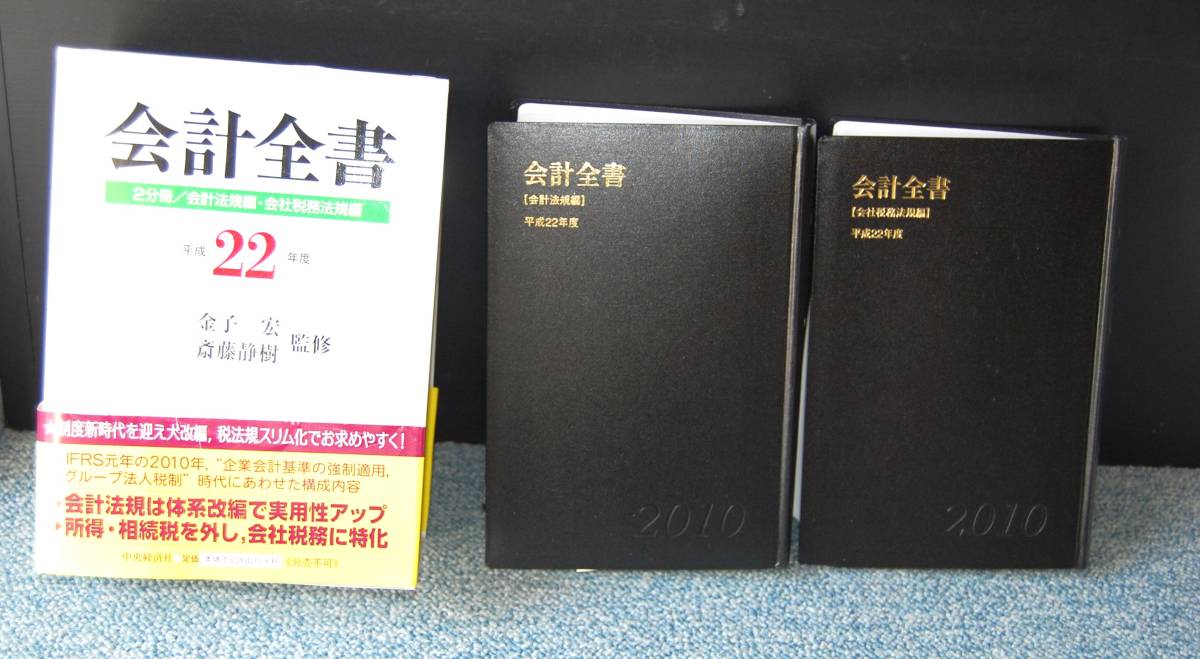 会計全書
2分冊/会計法規編・会社税務法規編
平成 22 年度
金子 宏
斎藤静樹 監修
制度新時代を迎え大改編，税法規スリム化でお求めやすく！
IFRS元年の2010年，“企業会計基準の強制適用，
グループ法人税制”時代にあわせた構成内容
会計法規は体系改編で実用性アップ
所得・相続税を外し，会社税務に特化
中央経済社 定価 《分売不可》
会計全書
［会計法規編］
平成22年度
2010
会計全書
［会社税務法規編］
平成22年度
2010